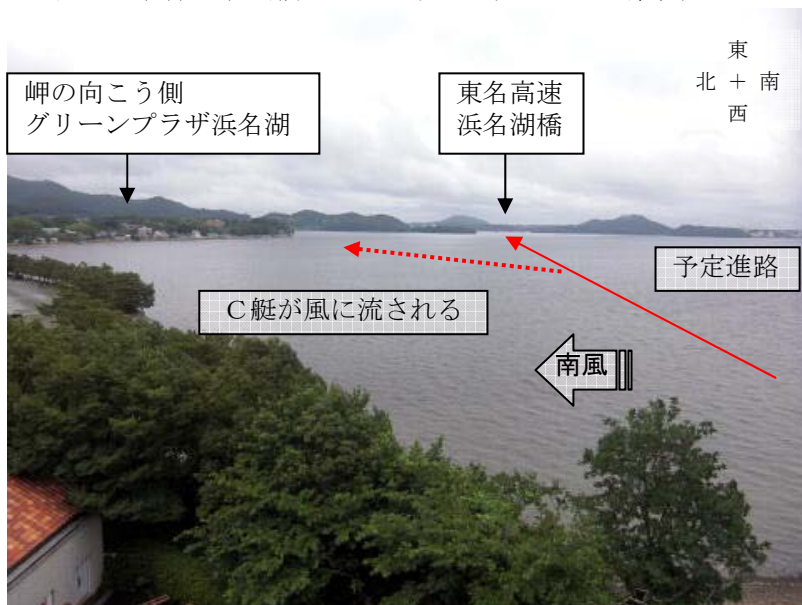 東
北 + 南
西
岬の向こう側
グリーンプラザ浜名湖
東名高速
浜名湖橋
予定進路
C艇が風に流される
南風